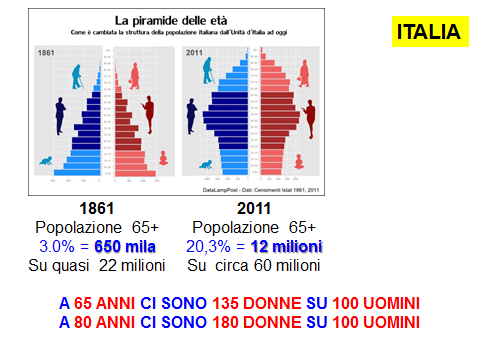 La piramide delle età
ITALIA
Come è cambiata la struttura della popolazione italiana dall'Unità d'Italia ad oggi
1861
2011
DataLampPost - Dati: Censimenti Istat 1861, 2011
1861
Popolazione 65+
3.0% = 650 mila
Su quasi 22 milioni
2011
Popolazione 65+
20,3% = 12 milioni
Su circa 60 milioni
A 65 ANNI CI SONO 135 DONNE SU 100 UOMINI
A 80 ANNI CI SONO 180 DONNE SU 100 UOMINI